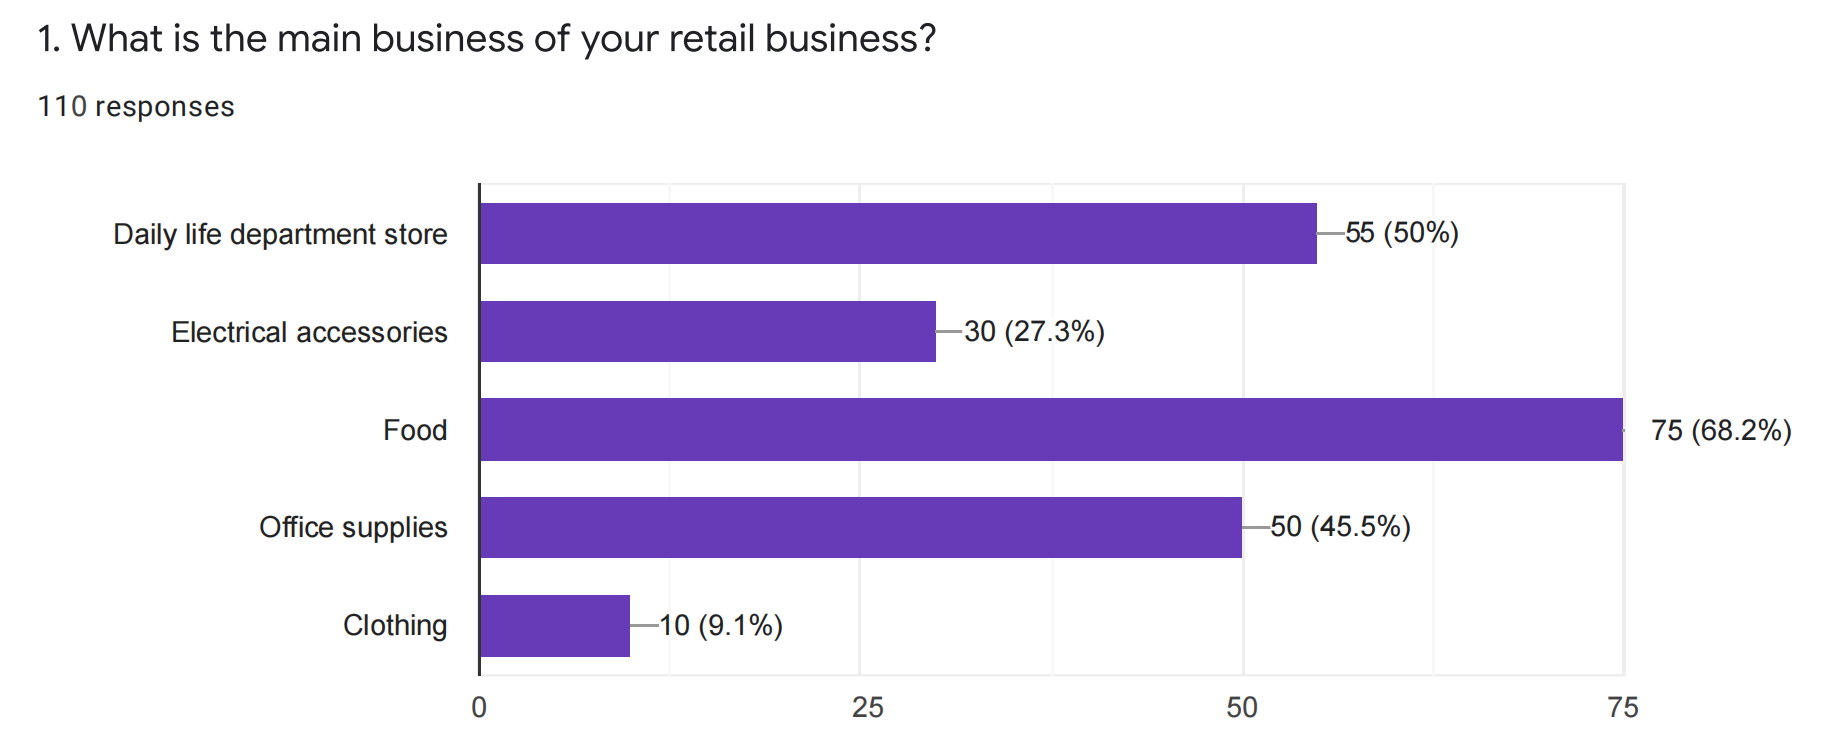 1. What is the main business of your retail business?
110 responses
Daily life department store
55 (50%)
Electrical accessories
30 (27.3%)
Food
75 (68.2%)
Office supplies
50 (45.5%)
Clothing
10 (9.1%)
0 25 50 75